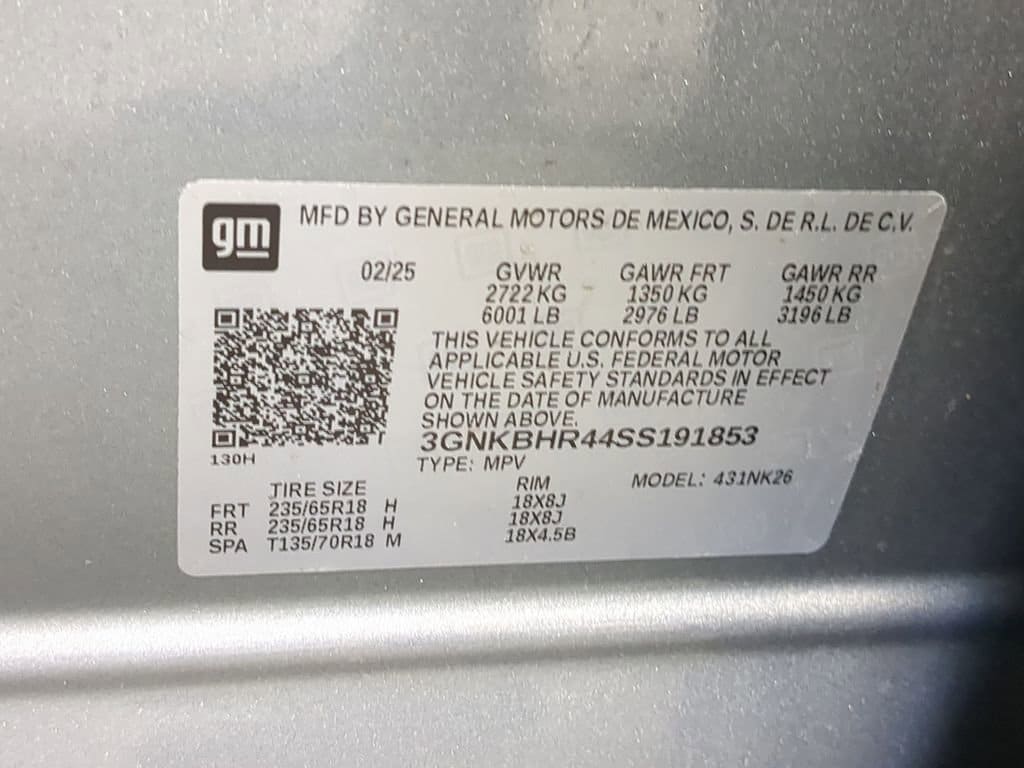 gm
MFD BY GENERAL MOTORS DE MEXICO, S. DE R.L. DE C.V.
02/25 GVWR GAWR FRT GAWR RR
2722 KG 1350 KG 1450 KG
6001 LB 2976 LB 3196 LB
THIS VEHICLE CONFORMS TO ALL
APPLICABLE U.S. FEDERAL MOTOR
VEHICLE SAFETY STANDARDS IN EFFECT
ON THE DATE OF MANUFACTURE
SHOWN ABOVE.
3GNKBHR44SS191853
130H
TYPE: MPV MODEL: 431NK26
TIRE SIZE RIM
FRT 235/65R18 H 18X8J
RR 235/65R18 H 18X8J
SPA T135/70R18 M 18X4.5B